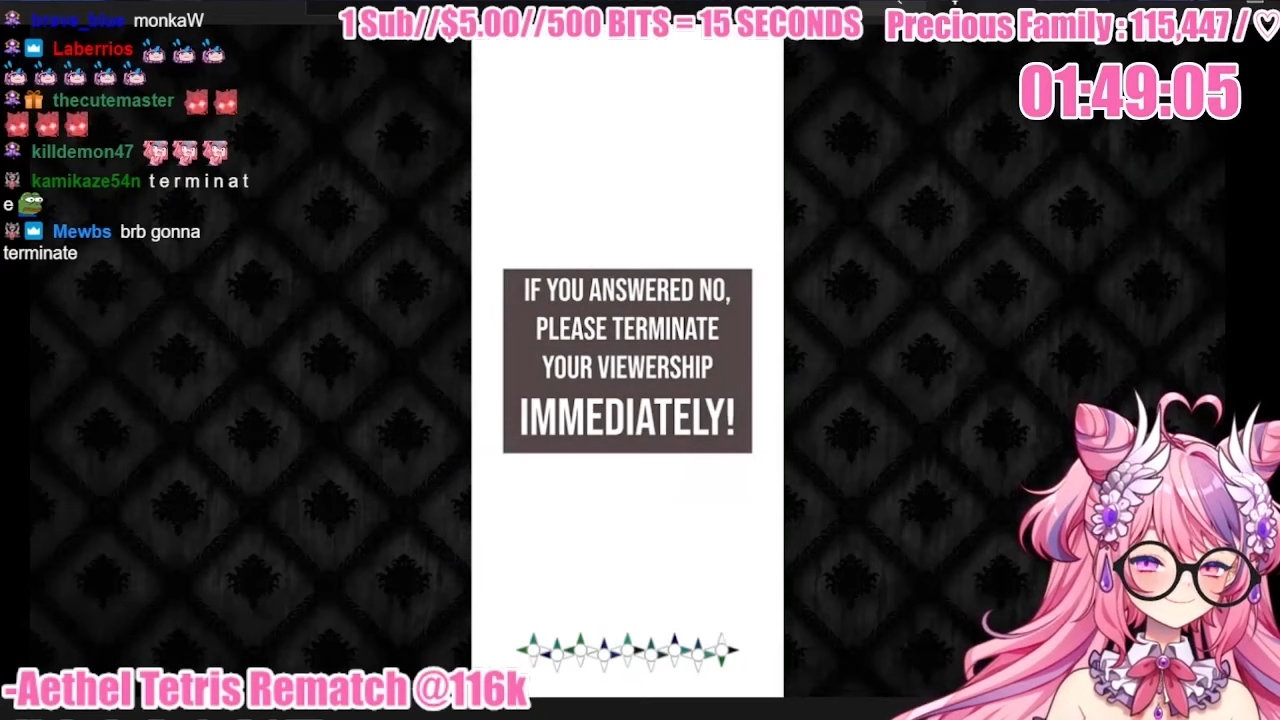 1 Sub//$5.00//500 BITS = 15 SECONDS
Precious Family : 115,447 / ♡
01:49:05
brave_blue monkaW
Laberrios
thecutemaster
killdemon47
kamikaze54n t e r m i n a t
e
Mewbs brb gonna
terminate
IF YOU ANSWERED NO,
PLEASE TERMINATE
YOUR VIEWERSHIP
IMMEDIATELY!
-Aethel Tetris Rematch @116k